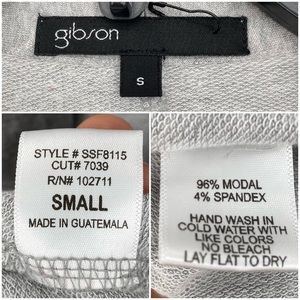 gibson
S
STYLE # SSF8115
CUT# 7039
R/N# 102711
SMALL
MADE IN GUATEMALA
96% MODAL
4% SPANDEX
HAND WASH IN
COLD WATER WITH
LIKE COLORS
NO BLEACH
LAY FLAT TO DRY